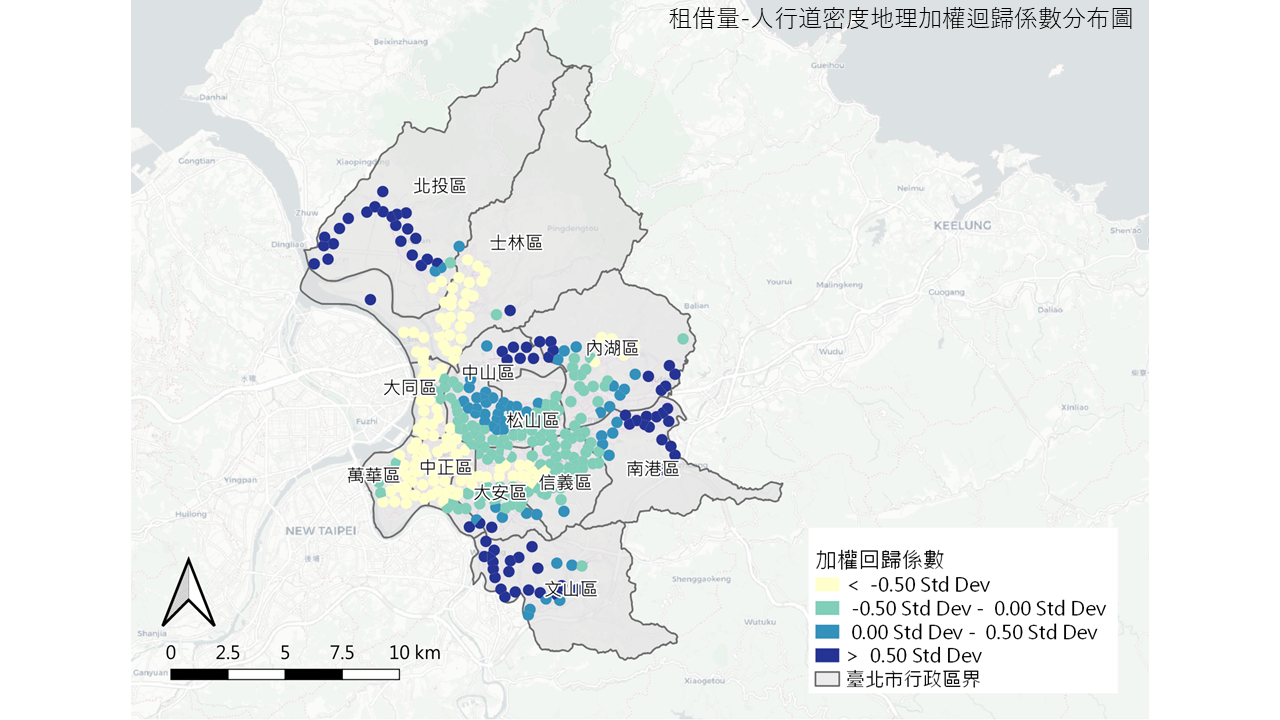 租借量-人行道密度地理加權迴歸係數分布圖
Beixinzhuang
Gueihou
Danhai
Gongtian
Xiaopingding
北投區
Neimu
Zhuw
KEELUNG
Dingliao
士林區
Pingdongtou
Shen'ao
Yourui
Malingkeng
Guogang
Balian
Daliao
內湖區
Wudu
中山區
大同區
Xinliao
Fuzhi
松山區
萬華區
中正區
南港區
Yingpan
信義區
大安區
Huilong
NEW TAIPEI
加權回歸係數
< -0.50 Std Dev
-0.50 Std Dev - 0.00 Std Dev
0.00 Std Dev - 0.50 Std Dev
> 0.50 Std Dev
臺北市行政區界
Shenggaokeng
文山區
Wutuku
Shanjia
0 2.5 5 7.5 10 km
Ganyuan
Xiaogetou